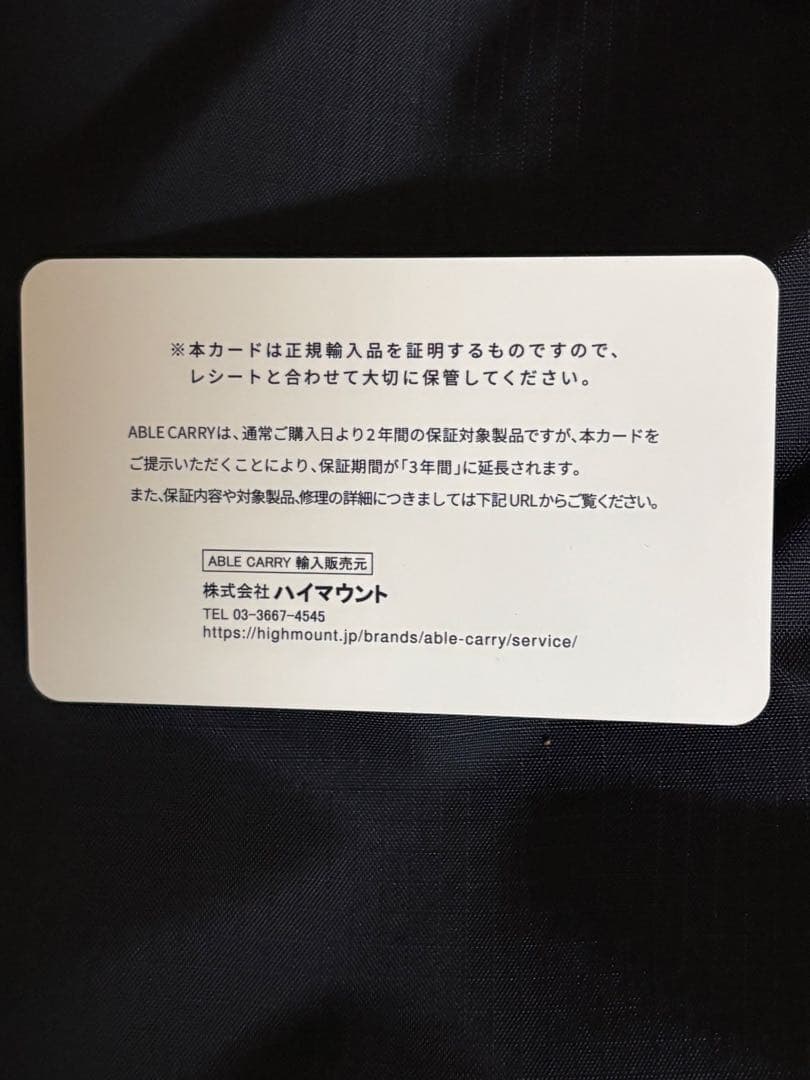 ※本カードは正規輸入品を証明するものですので、
レシートと合わせて大切に保管してください。
ABLE CARRYは、通常ご購入日より2年間の保証対象製品ですが、本カードを
ご提示いただくことにより、保証期間が「3年間」に延長されます。
また、保証内容や対象製品、修理の詳細につきましては下記URLからご覧ください。
ABLE CARRY 輸入販売元
株式会社 ハイマウント
TEL 03-3667-4545
https://highmount.jp/brands/able-carry/service/